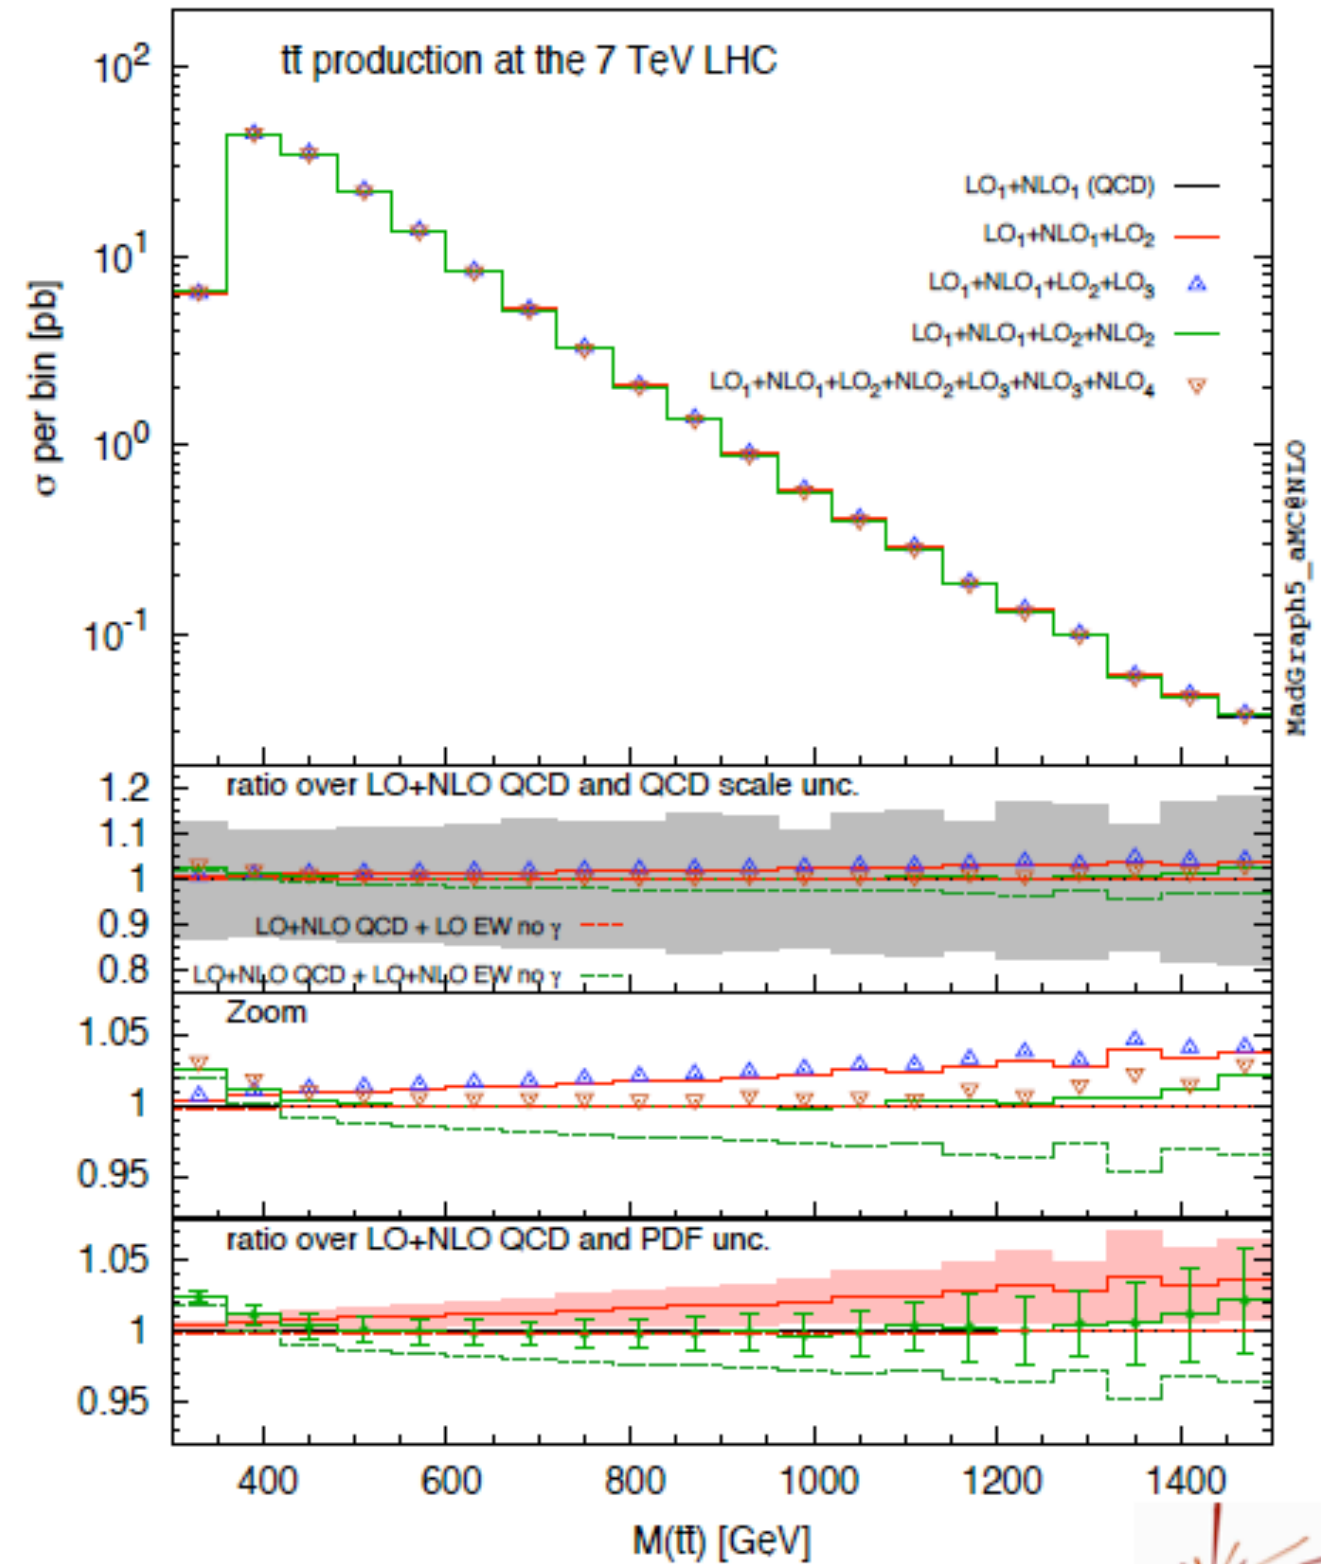 tt̄ production at the 7 TeV LHC
10²
10¹
10⁰
10⁻¹
σ per bin [pb]
LO₁+NLO₁ (QCD)
LO₁+NLO₁+LO₂
LO₁+NLO₁+LO₂+LO₃
LO₁+NLO₁+LO₂+NLO₂
LO₁+NLO₁+LO₂+NLO₂+LO₃+NLO₃+NLO₄
MadGraph5_aMC@NLO
ratio over LO+NLO QCD and QCD scale unc.
1.2
1.1
1
0.9
0.8
LO+NLO QCD + LO EW no γ
LO+NLO QCD + LO+NLO EW no γ
Zoom
1.05
1
0.95
ratio over LO+NLO QCD and PDF unc.
1.05
1
0.95
400 600 800 1000 1200 1400
M(tt̄) [GeV]